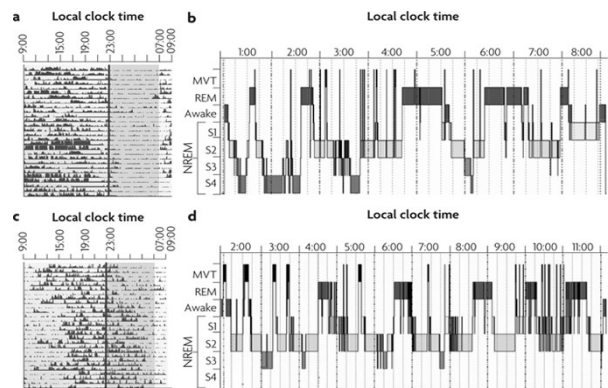 a
Local clock time
9:00 15:00 19:00 23:00 07:00 09:00
b
Local clock time
1:00 2:00 3:00 4:00 5:00 6:00 7:00 8:00
MVT
REM
Awake
S1
S2
S3
S4
NREM
c
Local clock time
9:00 15:00 19:00 23:00 07:00 09:00
d
Local clock time
2:00 3:00 4:00 5:00 6:00 7:00 8:00 9:00 10:00 11:00
MVT
REM
Awake
S1
S2
S3
S4
NREM